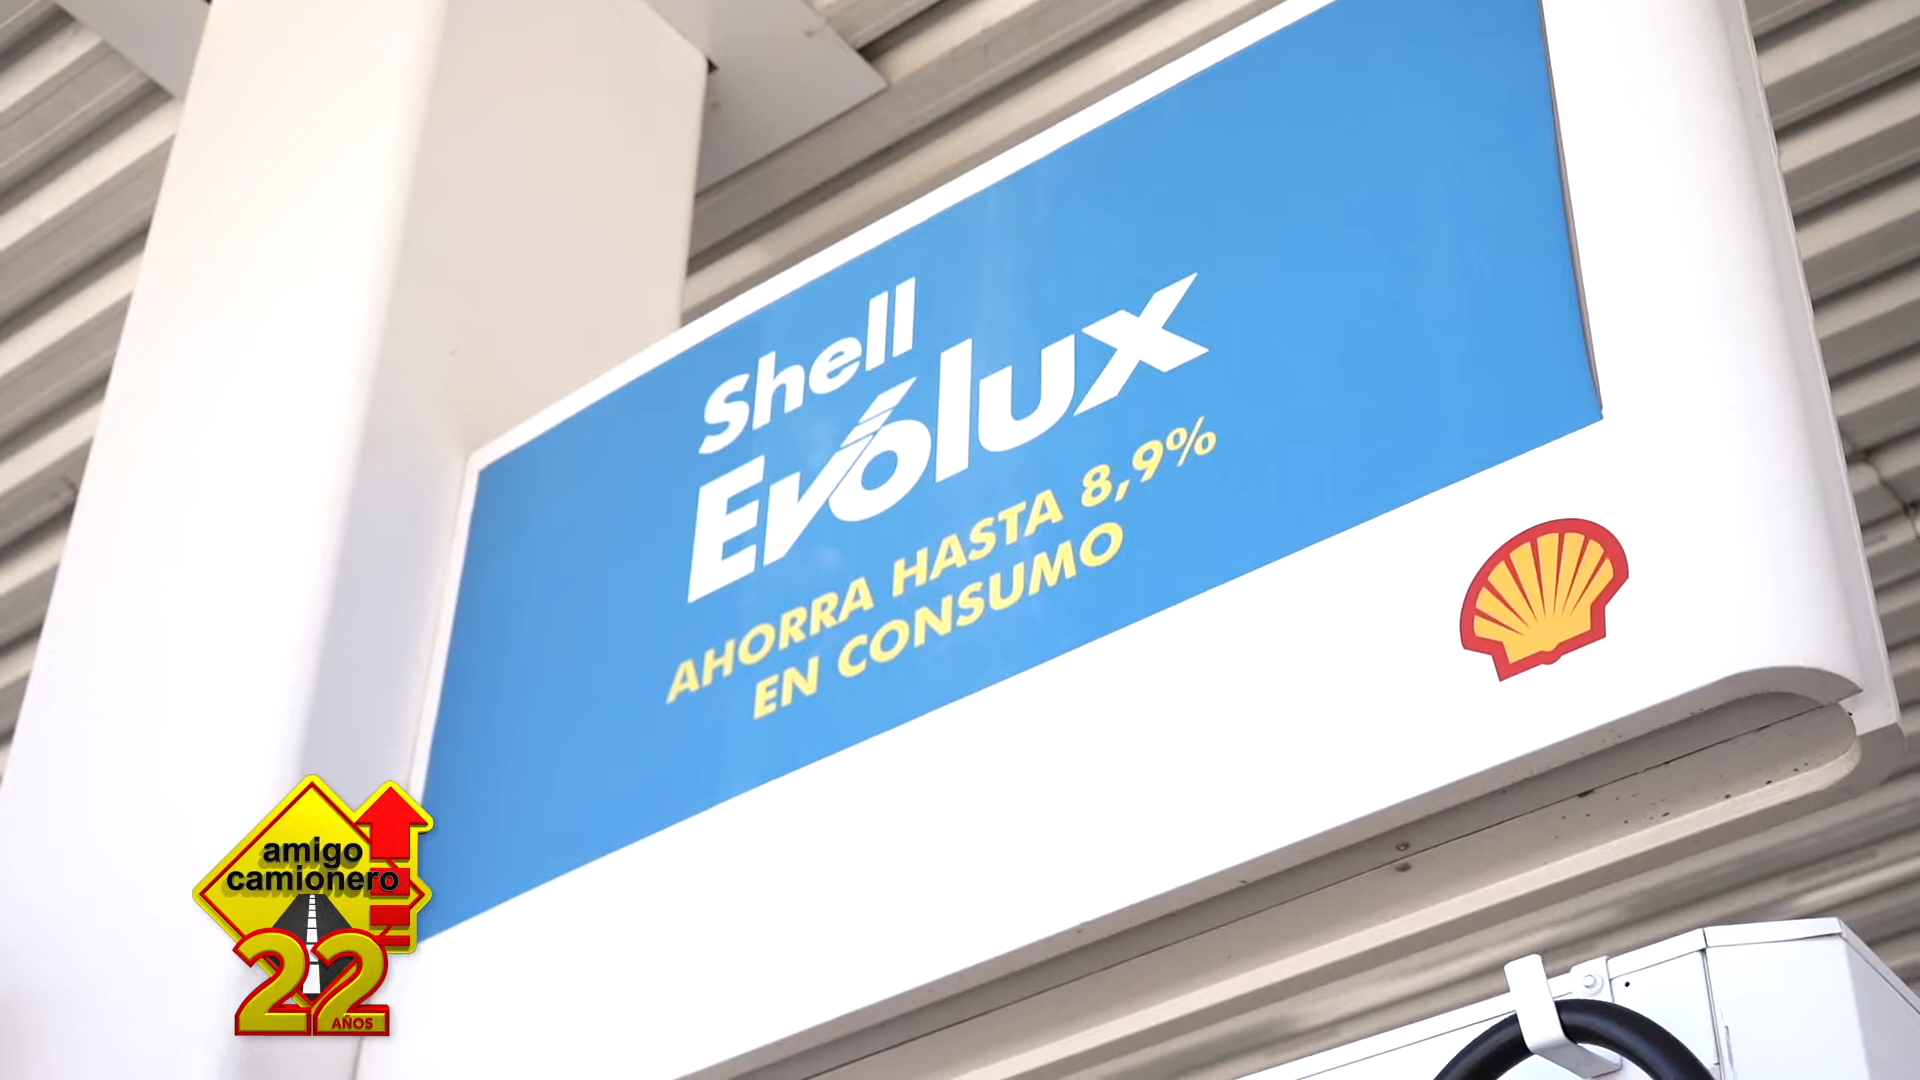 Shell
Evólux
AHORRA HASTA 8,9%
EN CONSUMO
amigo
camionero
22
AÑOS